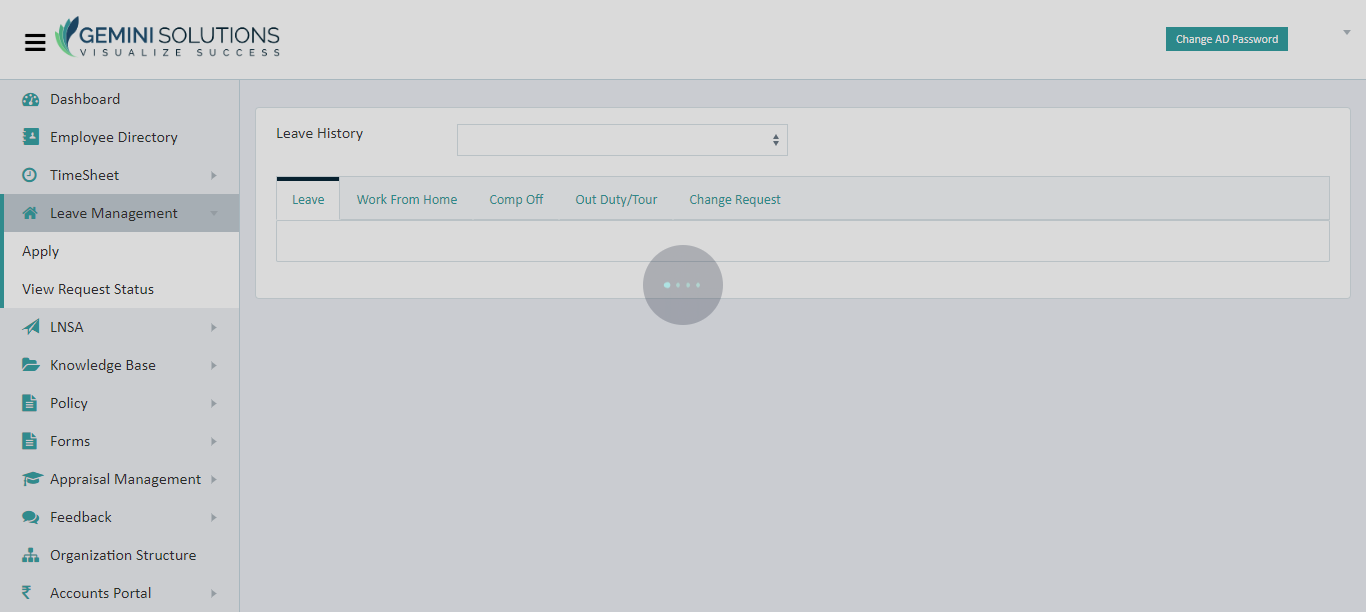 GEMINI SOLUTIONS
VISUALIZE SUCCESS
Change AD Password
Dashboard
Employee Directory
TimeSheet
Leave Management
Apply
View Request Status
LNSA
Knowledge Base
Policy
Forms
Appraisal Management
Feedback
Organization Structure
Accounts Portal
Leave History
Leave Work From Home Comp Off Out Duty/Tour Change Request